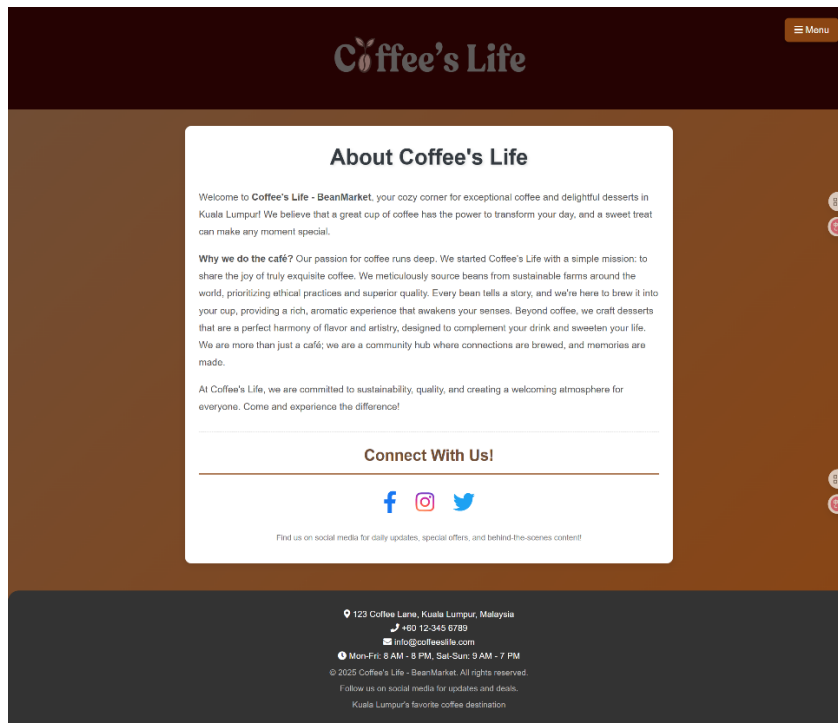 Menu
Coffee's Life
About Coffee's Life
Welcome to Coffee's Life - BeanMarket, your cozy corner for exceptional coffee and delightful desserts in
Kuala Lumpur! We believe that a great cup of coffee has the power to transform your day, and a sweet treat
can make any moment special.
Why we do the café? Our passion for coffee runs deep. We started Coffee's Life with a simple mission: to
share the joy of truly exquisite coffee. We meticulously source beans from sustainable farms around the
world, prioritizing ethical practices and superior quality. Every bean tells a story, and we're here to brew it into
your cup, providing a rich, aromatic experience that awakens your senses. Beyond coffee, we craft desserts
that are a perfect harmony of flavor and artistry, designed to complement your drink and sweeten your life.
We are more than just a café; we are a community hub where connections are brewed, and memories are
made.
At Coffee's Life, we are committed to sustainability, quality, and creating a welcoming atmosphere for
everyone. Come and experience the difference!
Connect With Us!
Find us on social media for daily updates, special offers, and behind-the-scenes content!
123 Coffee Lane, Kuala Lumpur, Malaysia
+60 12-345 6789
info@coffeeslife.com
Mon-Fri: 8 AM - 8 PM, Sat-Sun: 9 AM - 7 PM
© 2025 Coffee's Life - BeanMarket. All rights reserved.
Follow us on social media for updates and deals.
Kuala Lumpur's favorite coffee destination